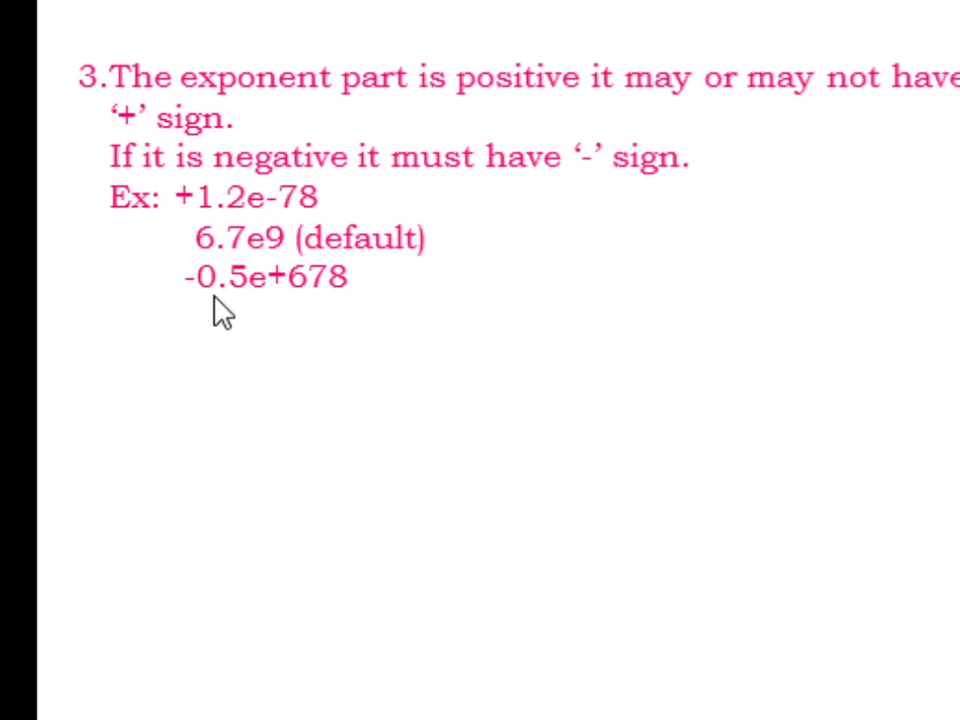 3.The exponent part is positive it may or may not have
‘+’ sign.
If it is negative it must have ‘-’ sign.
Ex: +1.2e-78
6.7e9 (default)
-0.5e+678